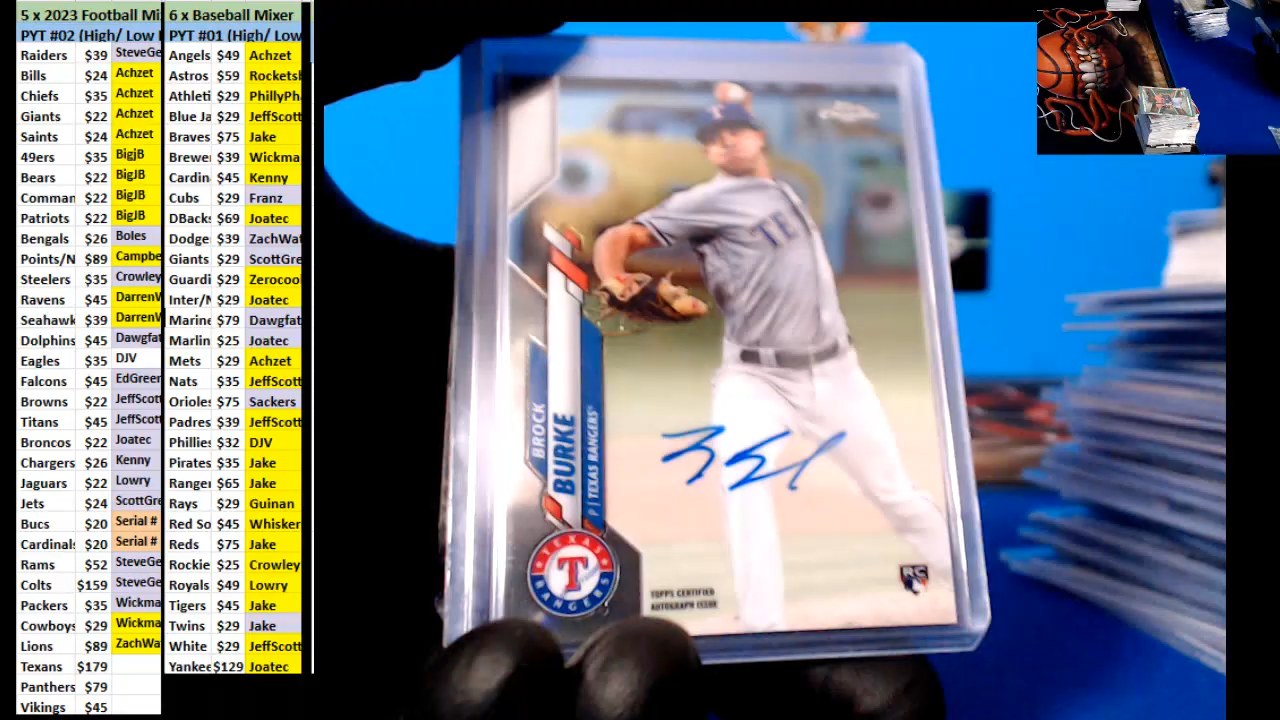 5 x 2023 Football Mi
PYT #02 (High/ Low
Raiders $39 SteveGe
Bills $24 Achzet
Chiefs $35 Achzet
Giants $22 Achzet
Saints $24 Achzet
49ers $35 BigjB
Bears $22 BigJB
Comman $22 BigJB
Patriots $22 BigJB
Bengals $26 Boles
Points/N $89 Campbe
Steelers $35 Crowley
Ravens $45 DarrenW
Seahawk $39 DarrenW
Dolphins $45 Dawgfat
Eagles $35 DJV
Falcons $45 EdGreer
Browns $22 JeffScot
Titans $45 JeffScot
Broncos $22 Joatec
Chargers $26 Kenny
Jaguars $22 Lowry
Jets $24 ScottGre
Bucs $20 Serial #
Cardinals $20 Serial #
Rams $52 SteveGe
Colts $159 SteveGe
Packers $35 Wickma
Cowboys $29 Wickma
Lions $89 ZachWa
Texans $179
Panthers $79
Vikings $45
6 x Baseball Mixer
PYT #01 (High/ Low
Angels $49 Achzet
Astros $59 Rocketsl
Athleti $29 PhillyPh
Blue Ja $29 JeffScott
Braves $75 Jake
Brewe $39 Wickma
Cardin $45 Kenny
Cubs $29 Franz
DBacks $69 Joatec
Dodge $39 ZachWat
Giants $29 ScottGre
Guardi $29 Zerocoo
Inter/N $29 Joatec
Marine $79 Dawgfat
Marlin $25 Joatec
Mets $29 Achzet
Nats $35 JeffScott
Oriole $75 Sackers
Padres $39 JeffScott
Phillies $32 DJV
Pirates $35 Jake
Ranger $65 Jake
Rays $29 Guinan
Red So $45 Whisker
Reds $75 Jake
Rockie $25 Crowley
Royals $49 Lowry
Tigers $45 Jake
Twins $29 Jake
White $29 JeffScott
Yankee $129 Joatec
TE
BROCK
BURKE
P | TEXAS RANGERS
TEXAS
T
RANGERS
TOPPS CERTIFIED
AUTOGRAPH ISSUE
RC